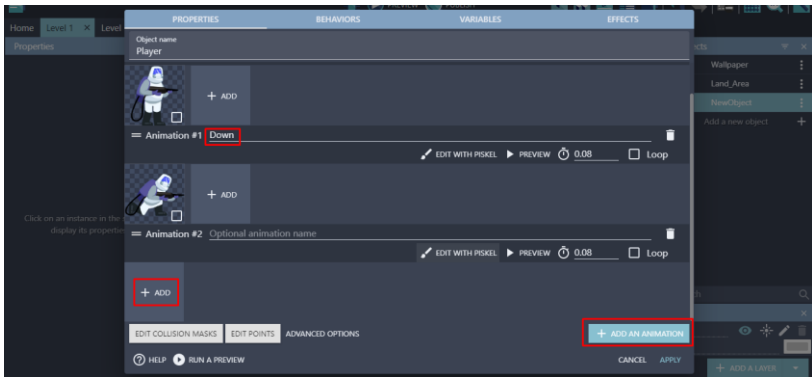 PREVIEW PUBLISH
PROPERTIES BEHAVIORS VARIABLES EFFECTS
Home Level 1 × Level
Properties
Object name
Player
Wallpaper
Land_Area
NewObject
Add a new object +
+ ADD
Animation #1 Down
EDIT WITH PISKEL PREVIEW 0.08 Loop
+ ADD
Click on an instance in the
display its propertie
Animation #2 Optional animation name
EDIT WITH PISKEL PREVIEW 0.08 Loop
+ ADD
EDIT COLLISION MASKS EDIT POINTS ADVANCED OPTIONS + ADD AN ANIMATION
? HELP RUN A PREVIEW CANCEL APPLY
+ ADD A LAYER